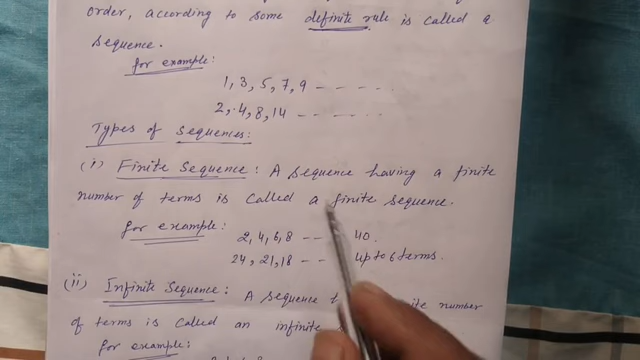 order, according to some definite rule is called a
sequence.
for example:
1, 3, 5, 7, 9 - - - - - ..
2, 4, 8, 14 - - - - - ..
Types of sequences:
(i) Finite Sequence: A sequence having a finite
number of terms is called a finite sequence.
for example:
2, 4, 6, 8 - - 40.
24, 21, 18 - - up to 6 terms.
(ii) Infinite Sequence: A sequence number
of terms is called an infinite
for example: